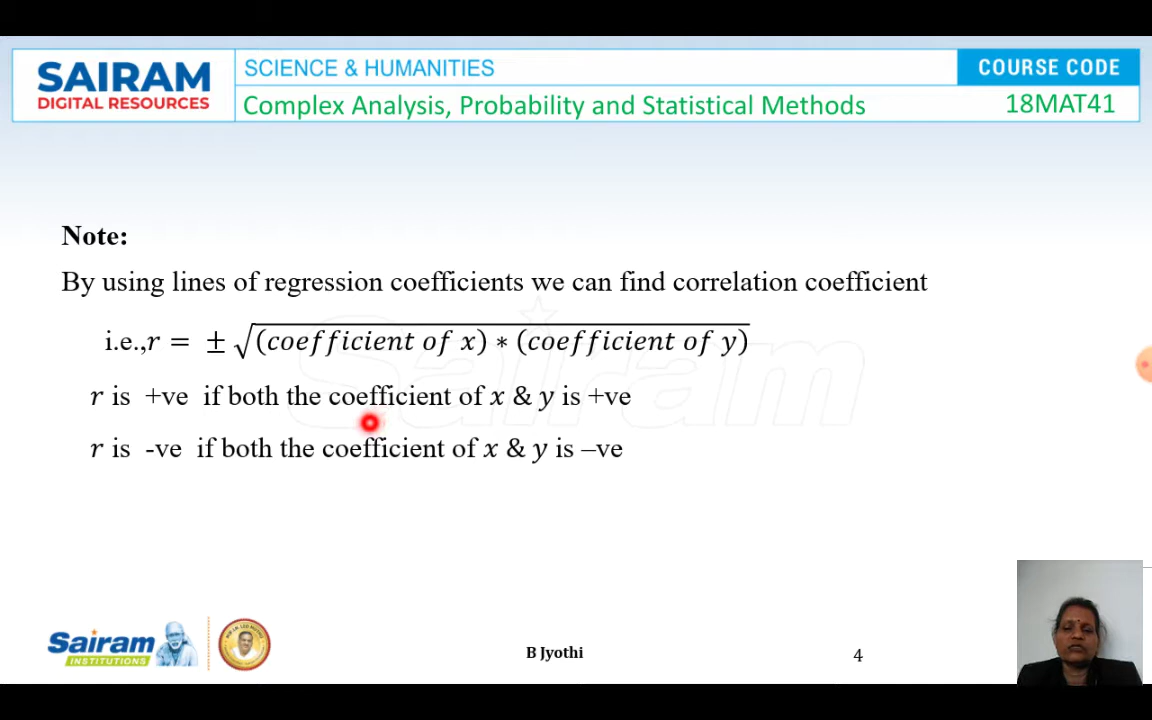 SAIRAM
DIGITAL RESOURCES
SCIENCE & HUMANITIES
COURSE CODE
Complex Analysis, Probability and Statistical Methods
18MAT41
Note:
By using lines of regression coefficients we can find correlation coefficient
i.e.,r = ± √(coefficient of x) * (coefficient of y)
r is +ve if both the coefficient of x & y is +ve
r is -ve if both the coefficient of x & y is –ve
Sairam
Sairam
INSTITUTIONS
B Jyothi
4